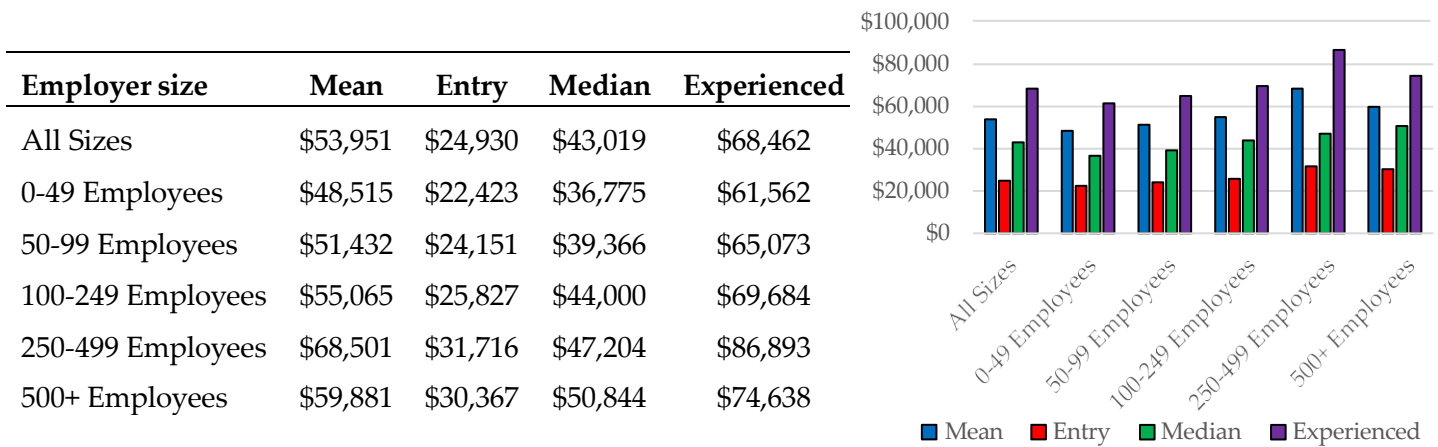 Employer size Mean Entry Median Experienced
All Sizes $53,951 $24,930 $43,019 $68,462
0-49 Employees $48,515 $22,423 $36,775 $61,562
50-99 Employees $51,432 $24,151 $39,366 $65,073
100-249 Employees $55,065 $25,827 $44,000 $69,684
250-499 Employees $68,501 $31,716 $47,204 $86,893
500+ Employees $59,881 $30,367 $50,844 $74,638
$100,000
$80,000
$60,000
$40,000
$20,000
$0
All Sizes
0-49 Employees
50-99 Employees
100-249 Employees
250-499 Employees
500+ Employees
Mean Entry Median Experienced